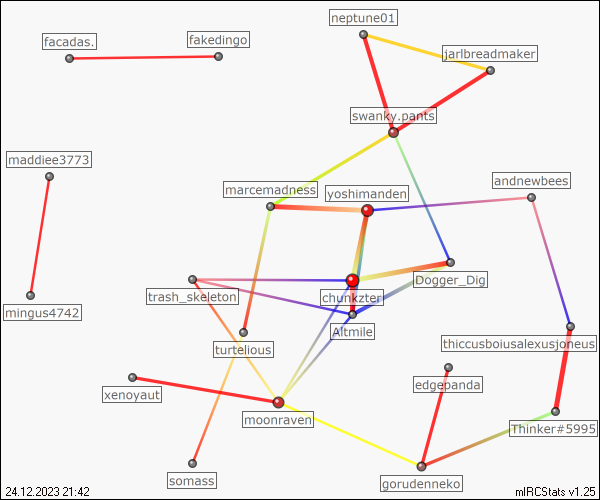 neptune01
facadas.
fakedingo
jarlbreadmaker
swanky.pants
maddiee3773
marcemadness
yoshimanden
andnewbees
Dogger_Dig
trash_skeleton
chunkzter
mingus4742
Altmile
thiccusboiusalexusjoneus
turtelious
edgepanda
xenoyaut
moonraven
Thinker#5995
somass
gorudenneko
24.12.2023 21:42
mIRCStats v1.25